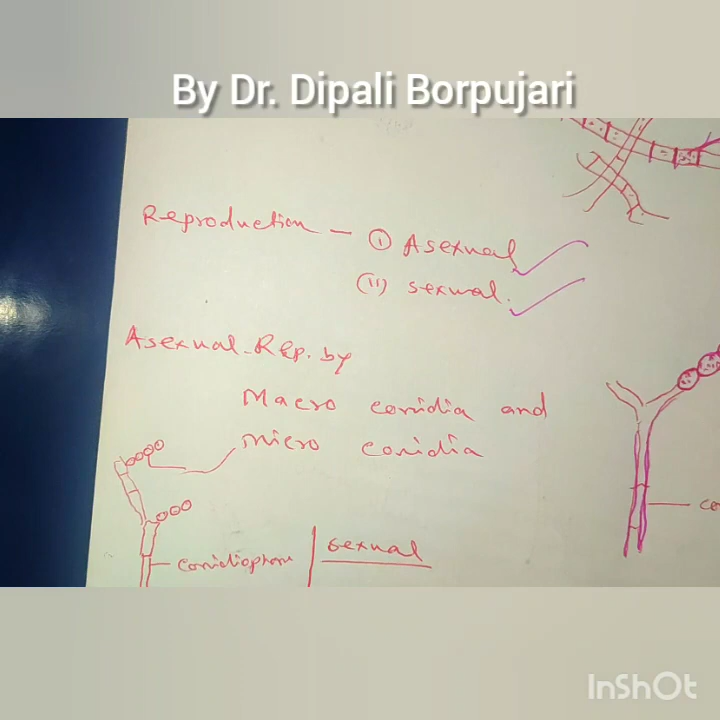 By Dr. Dipali Borpujari
Reproduction - (i) Asexual
(ii) sexual.
Asexual Rep. by
Macro conidia and
micro conidia
conidiophore
sexual
co
InShOt